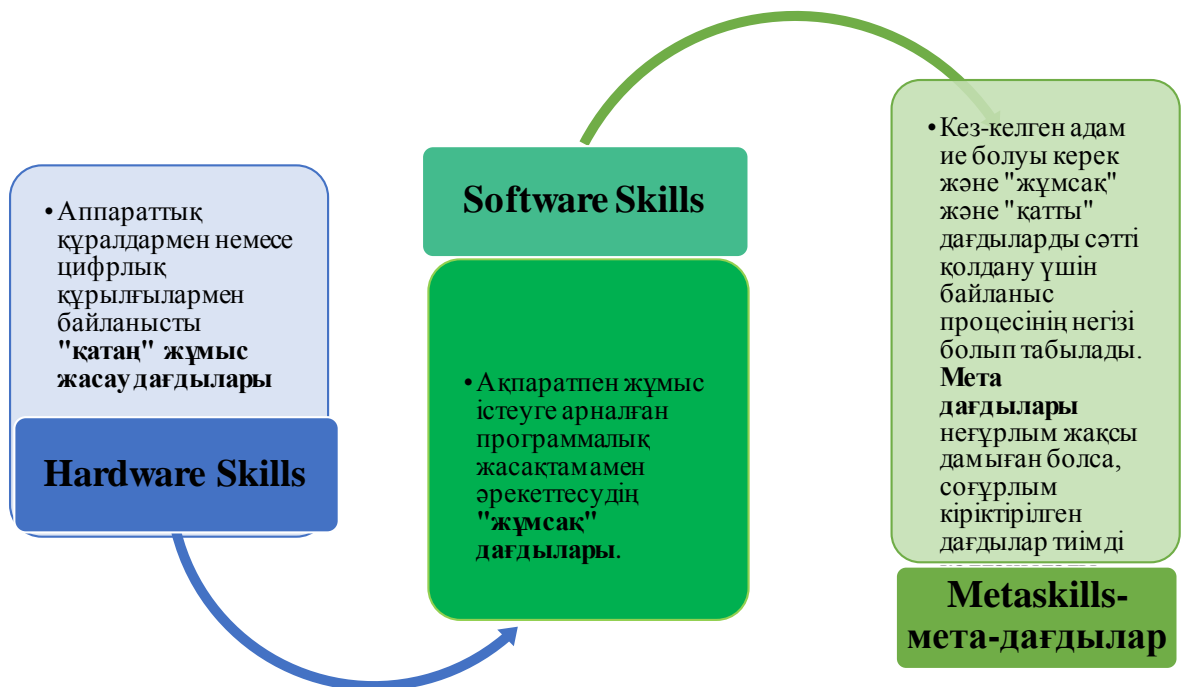 •Аппараттық
құралдармен немесе
цифрлық
құрылғылармен
байланысты
"қатаң" жұмыс
жасау дағдылары
Hardware Skills
Software Skills
•Ақпаратпен жұмыс
істеуге арналған
программалық
жасақтамамен
әрекеттесудің
"жұмсақ"
дағдылары.
•Кез-келген адам
ие болуы керек
және "жұмсақ"
және "қатты"
дағдыларды сәтті
қолдану үшін
байланыс
процесінің негізі
болып табылады.
Мета
дағдылары
неғұрлым жақсы
дамыған болса,
соғұрлым
кіріктірілген
дағдылар тиімді
Metaskills-
мета-дағдылар